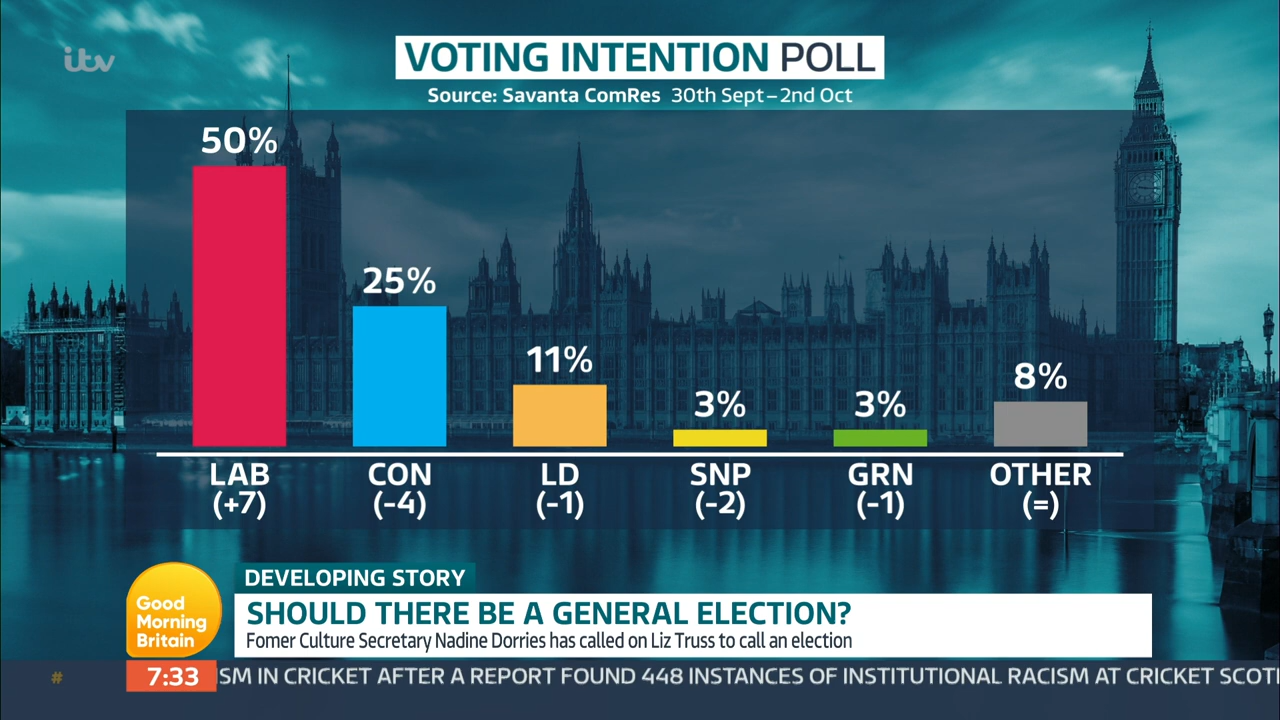 itv
VOTING INTENTION POLL
Source: Savanta ComRes 30th Sept – 2nd Oct
50%
25%
11%
3%
3%
8%
LAB
(+7)
CON
(-4)
LD
(-1)
SNP
(-2)
GRN
(-1)
OTHER
(=)
Good
Morning
Britain
DEVELOPING STORY
SHOULD THERE BE A GENERAL ELECTION?
Fomer Culture Secretary Nadine Dorries has called on Liz Truss to call an election
# 7:33 SM IN CRICKET AFTER A REPORT FOUND 448 INSTANCES OF INSTITUTIONAL RACISM AT CRICKET SCOTI